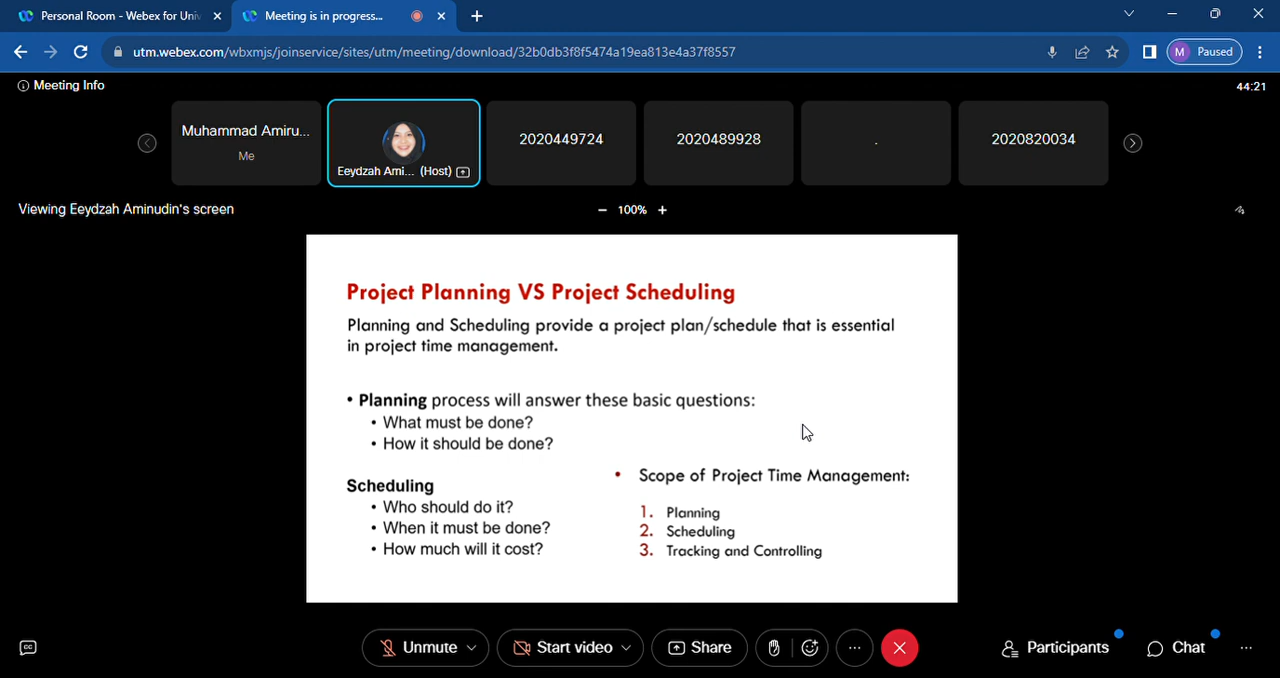 Personal Room - Webex for Univ
Meeting is in progress...
utm.webex.com/wbxmjs/joinservice/sites/utm/meeting/download/32b0db3f8f5474a19ea813e4a37f8557
M Paused
Meeting Info
44:21
Muhammad Amiru...
Me
Eeydzah Ami... (Host)
2020449724
2020489928
.
2020820034
Viewing Eeydzah Aminudin's screen
− 100% +
Project Planning VS Project Scheduling
Planning and Scheduling provide a project plan/schedule that is essential
in project time management.
• Planning process will answer these basic questions:
• What must be done?
• How it should be done?
Scheduling
• Who should do it?
• When it must be done?
• How much will it cost?
• Scope of Project Time Management:
1. Planning
2. Scheduling
3. Tracking and Controlling
Unmute
Start video
Share
Participants
Chat